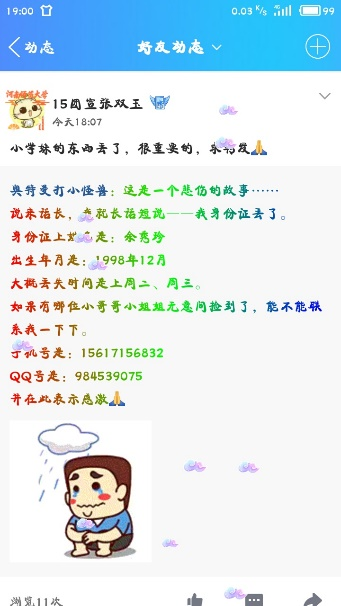 19:00
0.03 K/s
99
动态
好友动态
15团宣张双玉
今天18:07
小学妹的东西丢了，很重要的，求转发🙏
奥特曼打小怪兽：这是一个悲伤的故事……
说来话长，我就长话短说——我身份证丢了。
身份证上姓名是：余秀玲
出生年月是：1998年12月
大概丢失时间是上周二、周三。
如果有哪位小哥哥小姐姐无意间捡到了，能不能联
系我一下下。
手机号是：15617156832
QQ号是：984539075
并在此表示感激🙏
浏览11次